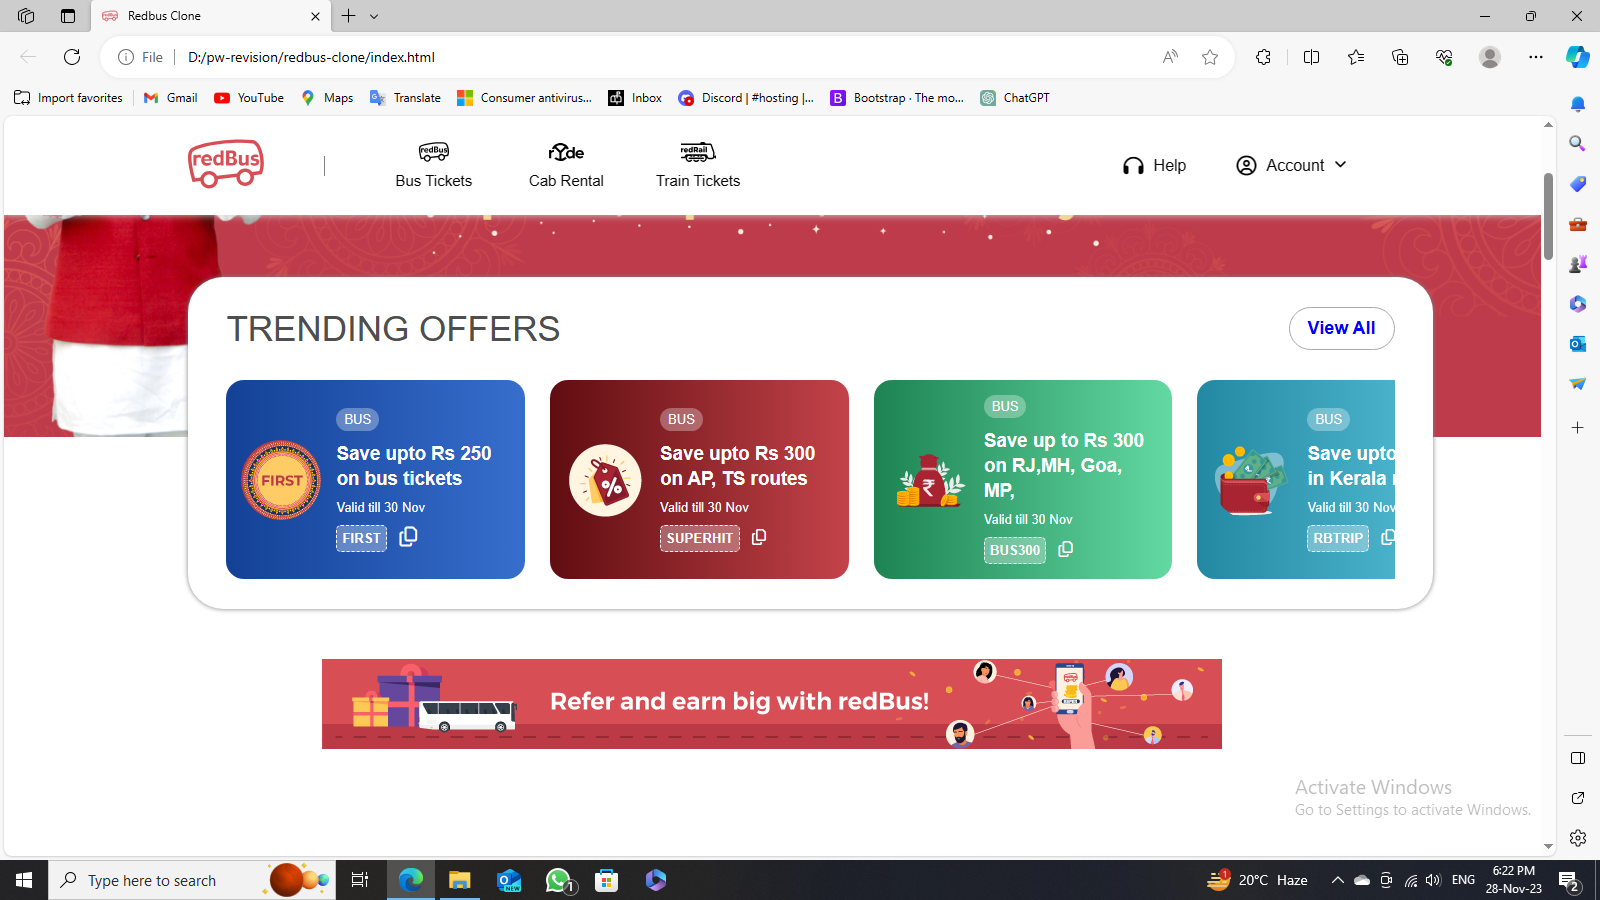 Redbus Clone
File
D:/pw-revision/redbus-clone/index.html
Import favorites
Gmail
YouTube
Maps
Translate
Consumer antivirus...
Inbox
Discord | #hosting |...
Bootstrap · The mo...
ChatGPT
redBus
redBus
Bus Tickets
rYde
Cab Rental
redRail
Train Tickets
Help
Account
TRENDING OFFERS
View All
BUS
FIRST
Save upto Rs 250
on bus tickets
Valid till 30 Nov
FIRST
BUS
Save upto Rs 300
on AP, TS routes
Valid till 30 Nov
SUPERHIT
BUS
Save up to Rs 300
on RJ,MH, Goa,
MP,
Valid till 30 Nov
BUS300
BUS
Save upto
in Kerala
Valid till 30 Nov
RBTRIP
Refer and earn big with redBus!
Activate Windows
Go to Settings to activate Windows.
Type here to search
NEW
1
1
20°C Haze
ENG
6:22 PM
28-Nov-23
2